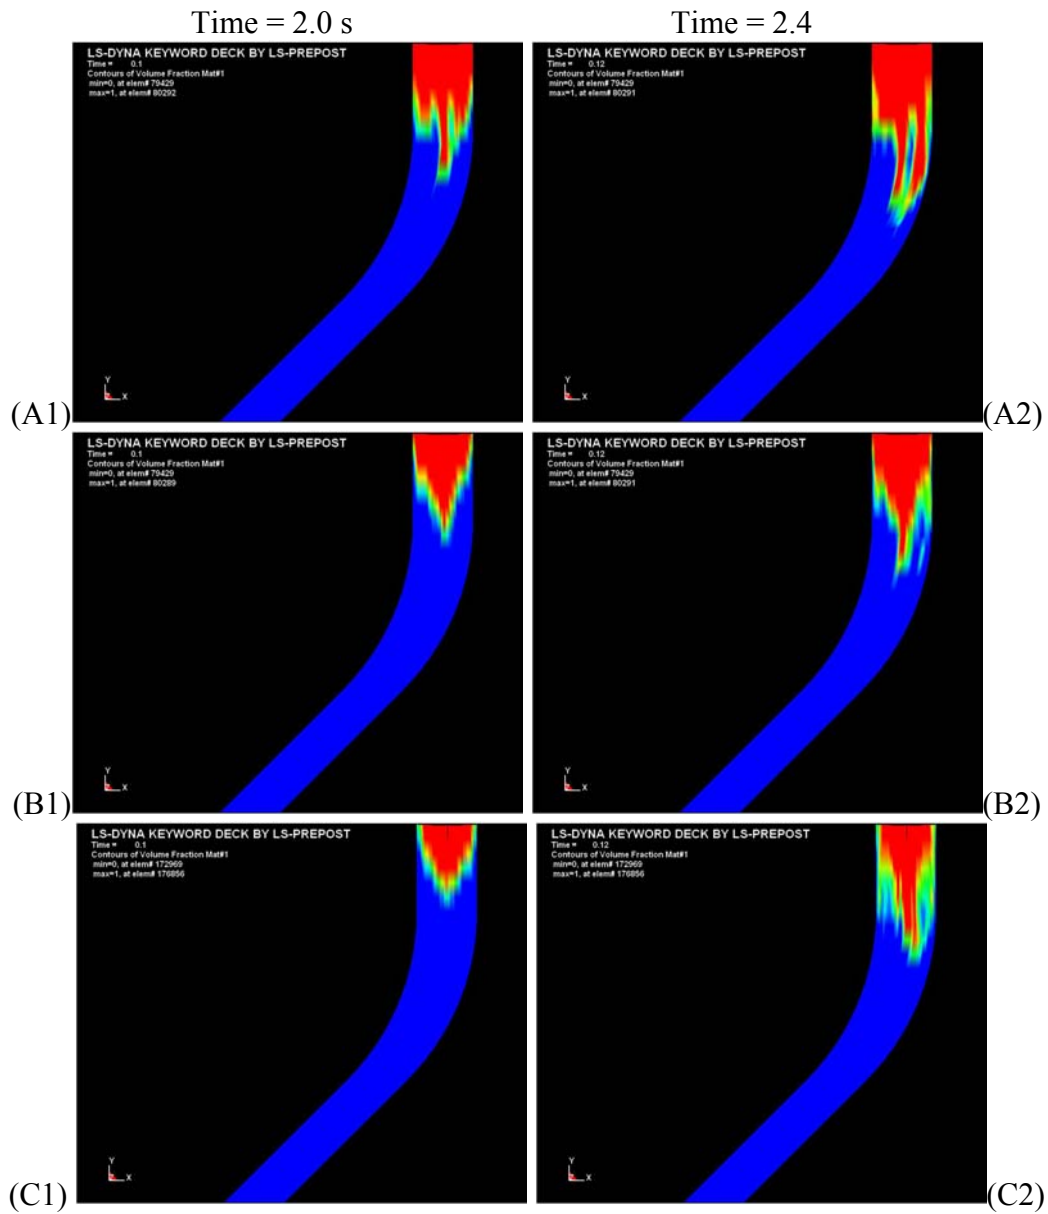 Time = 2.0 s
Time = 2.4
LS-DYNA KEYWORD DECK BY LS-PREPOST
Time = 0.1
Contours of Volume Fraction Mat#1
min=0, at elem# 79429
max=1, at elem# 80292
Y
X
(A1)
LS-DYNA KEYWORD DECK BY LS-PREPOST
Time = 0.12
Contours of Volume Fraction Mat#1
min=0, at elem# 79429
max=1, at elem# 80291
Y
X
(A2)
LS-DYNA KEYWORD DECK BY LS-PREPOST
Time = 0.1
Contours of Volume Fraction Mat#1
min=0, at elem# 79429
max=1, at elem# 80289
Y
X
(B1)
LS-DYNA KEYWORD DECK BY LS-PREPOST
Time = 0.12
Contours of Volume Fraction Mat#1
min=0, at elem# 79429
max=1, at elem# 80291
Y
X
(B2)
LS-DYNA KEYWORD DECK BY LS-PREPOST
Time = 0.1
Contours of Volume Fraction Mat#1
min=0, at elem# 172969
max=1, at elem# 176856
Y
X
(C1)
LS-DYNA KEYWORD DECK BY LS-PREPOST
Time = 0.12
Contours of Volume Fraction Mat#1
min=0, at elem# 172969
max=1, at elem# 176856
Y
X
(C2)